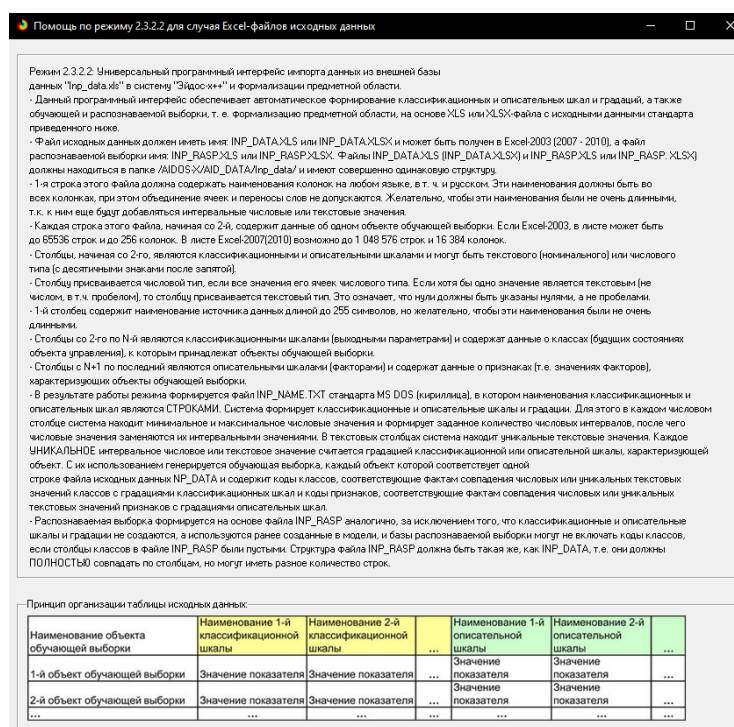 Помощь по режиму 2.3.2.2 для случая Excel-файлов исходных данных
Режим 2.3.2.2: Универсальный программный интерфейс импорта данных из внешней базы
данных "Inp_data.xls" в систему "Эйдос-х++" и формализации предметной области.
- Данный программный интерфейс обеспечивает автоматическое формирование классификационных и описательных шкал и градаций, а также
обучающей и распознаваемой выборки, т. е. формализацию предметной области, на основе XLS или XLSX-файла с исходными данными стандарта
приведенного ниже.
- Файл исходных данных должен иметь имя: INP_DATA.XLS или INP_DATA.XLSX и может быть получен в Excel-2003 (2007 - 2010), а файл
распознаваемой выборки имя: INP_RASP.XLS или INP_RASP.XLSX. Файлы INP_DATA.XLS (INP_DATA.XLSX) и INP_RASP.XLS или INP_RASP. XLSX)
должны находиться в папке /AIDOS-X/AID_DATA/Inp_data/ и имеют совершенно одинаковую структуру.
- 1-я строка этого файла должна содержать наименования колонок на любом языке, в т. ч. и русском. Эти наименования должны быть во
всех колонках, при этом объединение ячеек и переносы слов не допускаются. Желательно, чтобы эти наименования были не очень длинными,
т.к. к ним еще будут добавляться интервальные числовые или текстовые значения.
- Каждая строка этого файла, начиная со 2-й, содержит данные об одном объекте обучающей выборки. Если Excel-2003, в листе может быть
до 65536 строк и до 256 колонок. В листе Excel-2007(2010) возможно до 1 048 576 строк и 16 384 колонок.
- Столбцы, начиная со 2-го, являются классификационными и описательными шкалами и могут быть текстового (номинального) или числового
типа (с десятичными знаками после запятой).
- Столбцу присваивается числовой тип, если все значения его ячеек числового типа. Если хотя бы одно значение является текстовым (не
числом, в т.ч. пробелом), то столбцу присваивается текстовый тип. Это означает, что нули должны быть указаны нулями, а не пробелами.
- 1-й столбец содержит наименование источника данных длиной до 255 символов, но желательно, чтобы эти наименования были не очень
длинными.
- Столбцы со 2-го по N-й являются классификационными шкалами (выходными параметрами) и содержат данные о классах (будущих состояниях
объекта управления), к которым принадлежат объекты обучающей выборки.
- Столбцы с N+1 по последний являются описательными шкалами (факторами) и содержат данные о признаках (т.е. значениях факторов),
характеризующих объекты обучающей выборки.
- В результате работы режима формируется файл INP_NAME.TXT стандарта MS DOS (кириллица), в котором наименования классификационных и
описательных шкал являются СТРОКАМИ. Система формирует классификационные и описательные шкалы и градации. Для этого в каждом числовом
столбце система находит минимальное и максимальное числовые значения и формирует заданное количество числовых интервалов, после чего
числовые значения заменяются их интервальными значениями. В текстовых столбцах система находит уникальные текстовые значения. Каждое
УНИКАЛЬНОЕ интервальное числовое или текстовое значение считается градацией классификационной или описательной шкалы, характеризующей
объект. С их использованием генерируется обучающая выборка, каждый объект которой соответствует одной
строке файла исходных данных NP_DATA и содержит коды классов, соответствующие фактам совпадения числовых или уникальных текстовых
значений классов с градациями классификационных шкал и коды признаков, соответствующие фактам совпадения числовых или уникальных
текстовых значений признаков с градациями описательных шкал.
- Распознаваемая выборка формируется на основе файла INP_RASP аналогично, за исключением того, что классификационные и описательные
шкалы и градации не создаются, а используются ранее созданные в модели, и базы распознаваемой выборки могут не включать коды классов,
если столбцы классов в файле INP_RASP были пустыми. Структура файла INP_RASP должна быть такая же, как INP_DATA, т.е. они должны
ПОЛНОСТЬЮ совпадать по столбцам, но могут иметь разное количество строк.
Принцип организации таблицы исходных данных:
Наименование объекта обучающей выборки Наименование 1-й классификационной шкалы Наименование 2-й классификационной шкалы ... Наименование 1-й описательной шкалы Наименование 2-й описательной шкалы ...
1-й объект обучающей выборки Значение показателя Значение показателя ... Значение показателя Значение показателя ...
2-й объект обучающей выборки Значение показателя Значение показателя ... Значение показателя Значение показателя ...
... ... ... ... ... ... ...